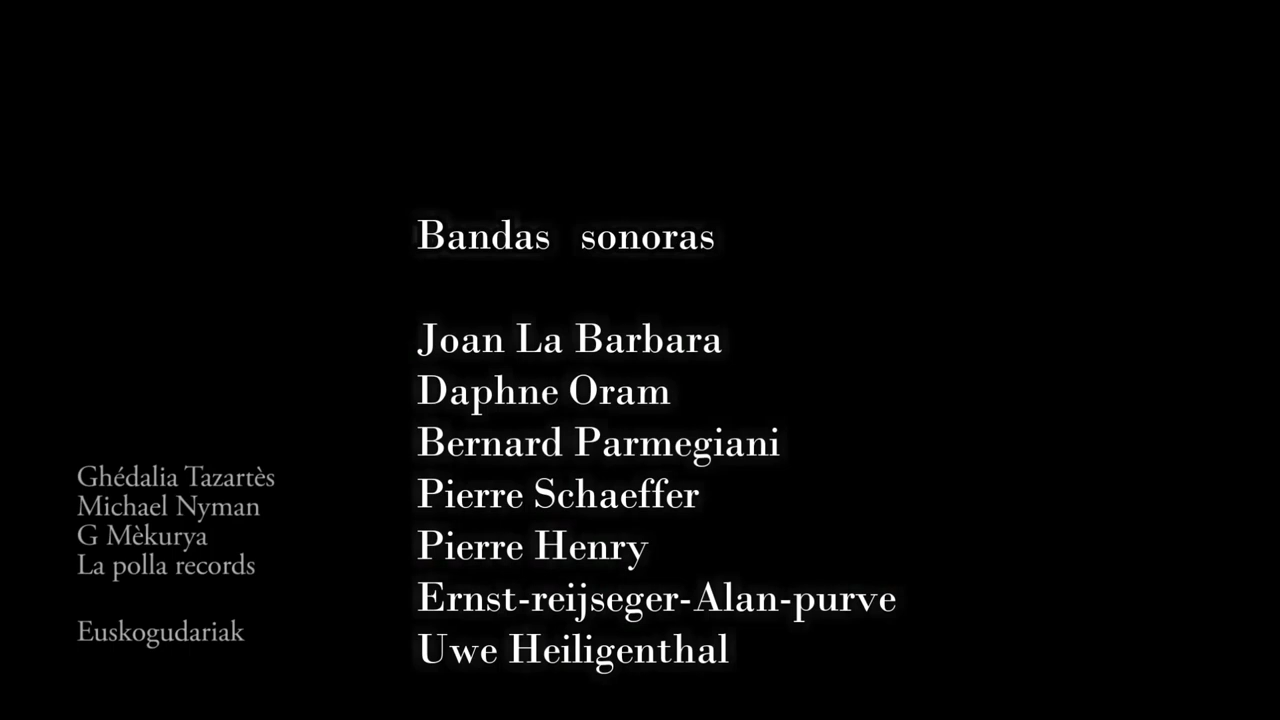 Bandas sonoras
Joan La Barbara
Daphne Oram
Bernard Parmegiani
Pierre Schaeffer
Pierre Henry
Ernst-reijseger-Alan-purve
Uwe Heiligenthal
Ghédalia Tazartès
Michael Nyman
G Mèkurya
La polla records
Euskogudariak